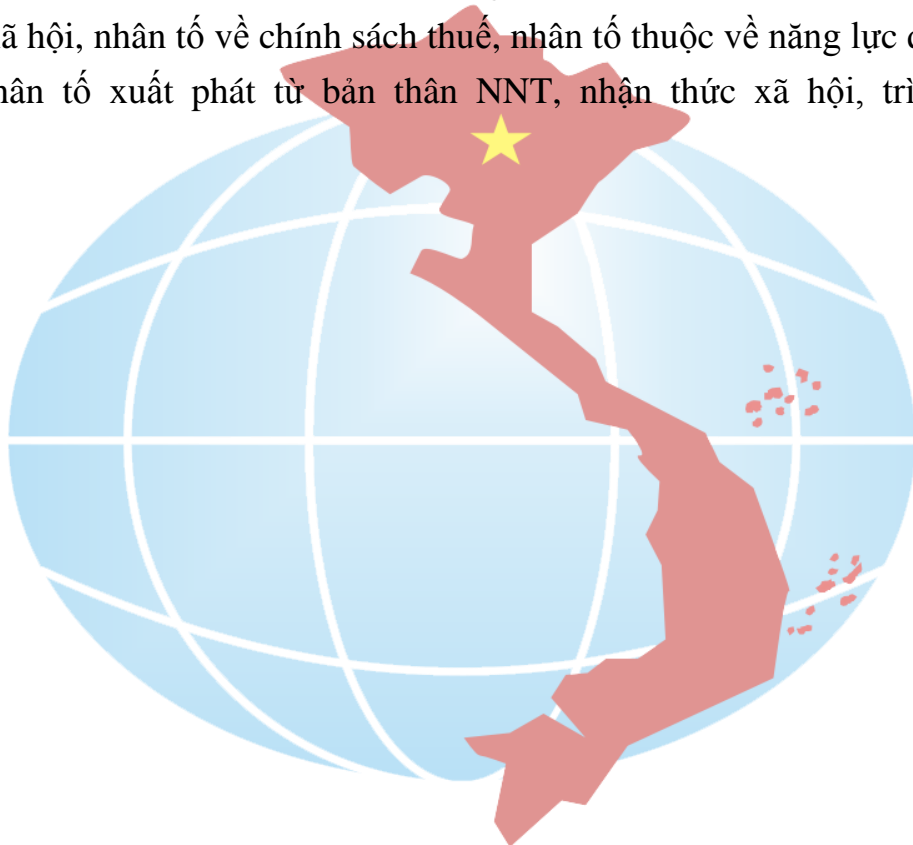 ã hội, nhân tố về chính sách thuế, nhân tố thuộc về năng lực
hân tố xuất phát từ bản thân NNT, nhận thức xã hội, trì